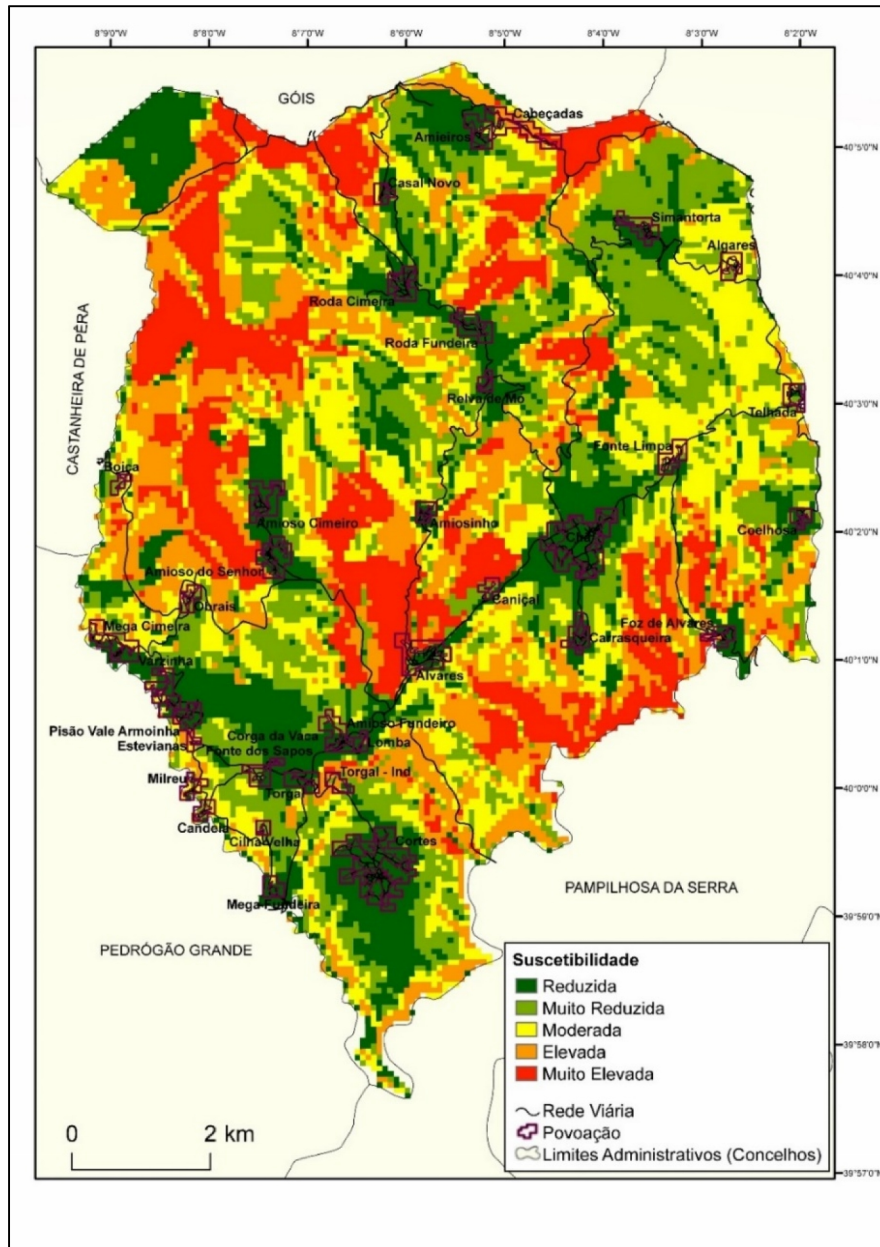 8°9'0"W 8°8'0"W 8°7'0"W 8°6'0"W 8°5'0"W 8°4'0"W 8°3'0"W 8°2'0"W
GÓIS
Cabeçadas
Amieiros
40°5'0"N
Casal Novo
Simantorta
Algares
40°4'0"N
Roda Cimeira
Roda Fundeira
CASTANHEIRA DE PÊRA
Relva de Mó
Telhada
40°3'0"N
Fonte Limpa
Boiça
Amioso Cimeiro
Amiosinho
Coelhosa
40°2'0"N
Amioso do Senhor
Obrais
Caniçal
Mega Cimeira
Foz de Alvares
Carrasqueira
Varzinha
Alvares
40°1'0"N
Pisão Vale Armoinha
Estevianas
Corga da Vaca
Amioso Fundeiro
Fonte dos Sapos
Lomba
Milreu
Torgal - Ind
40°0'0"N
Candeia
Cilha Velha
Cortes
Mega Fundeira
PAMPILHOSA DA SERRA
39°59'0"N
PEDRÓGÃO GRANDE
Suscetibilidade
Reduzida
Muito Reduzida
Moderada
Elevada
Muito Elevada
39°58'0"N
Rede Viária
Povoação
Limites Administrativos (Concelhos)
0 2 km
39°57'0"N